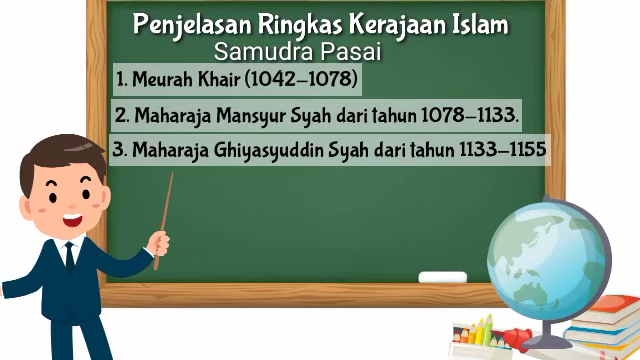 Penjelasan Ringkas Kerajaan Islam
Samudra Pasai
1. Meurah Khair (1042-1078)
2. Maharaja Mansyur Syah dari tahun 1078-1133.
3. Maharaja Ghiyasyuddin Syah dari tahun 1133-1155